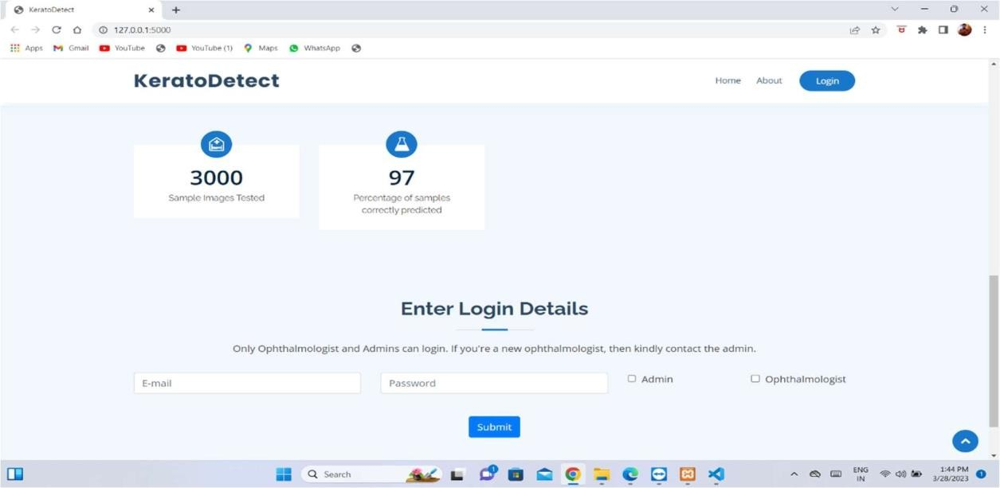 KeratoDetect
127.0.0.1:5000
Apps Gmail YouTube YouTube (1) Maps WhatsApp
KeratoDetect Home About Login
3000
Sample Images Tested
97
Percentage of samples
correctly predicted
Enter Login Details
Only Ophthalmologist and Admins can login. If you're a new ophthalmologist, then kindly contact the admin.
E-mail Password Admin Ophthalmologist
Submit
Search
1
ENG
IN
1:44 PM
3/28/2023
1